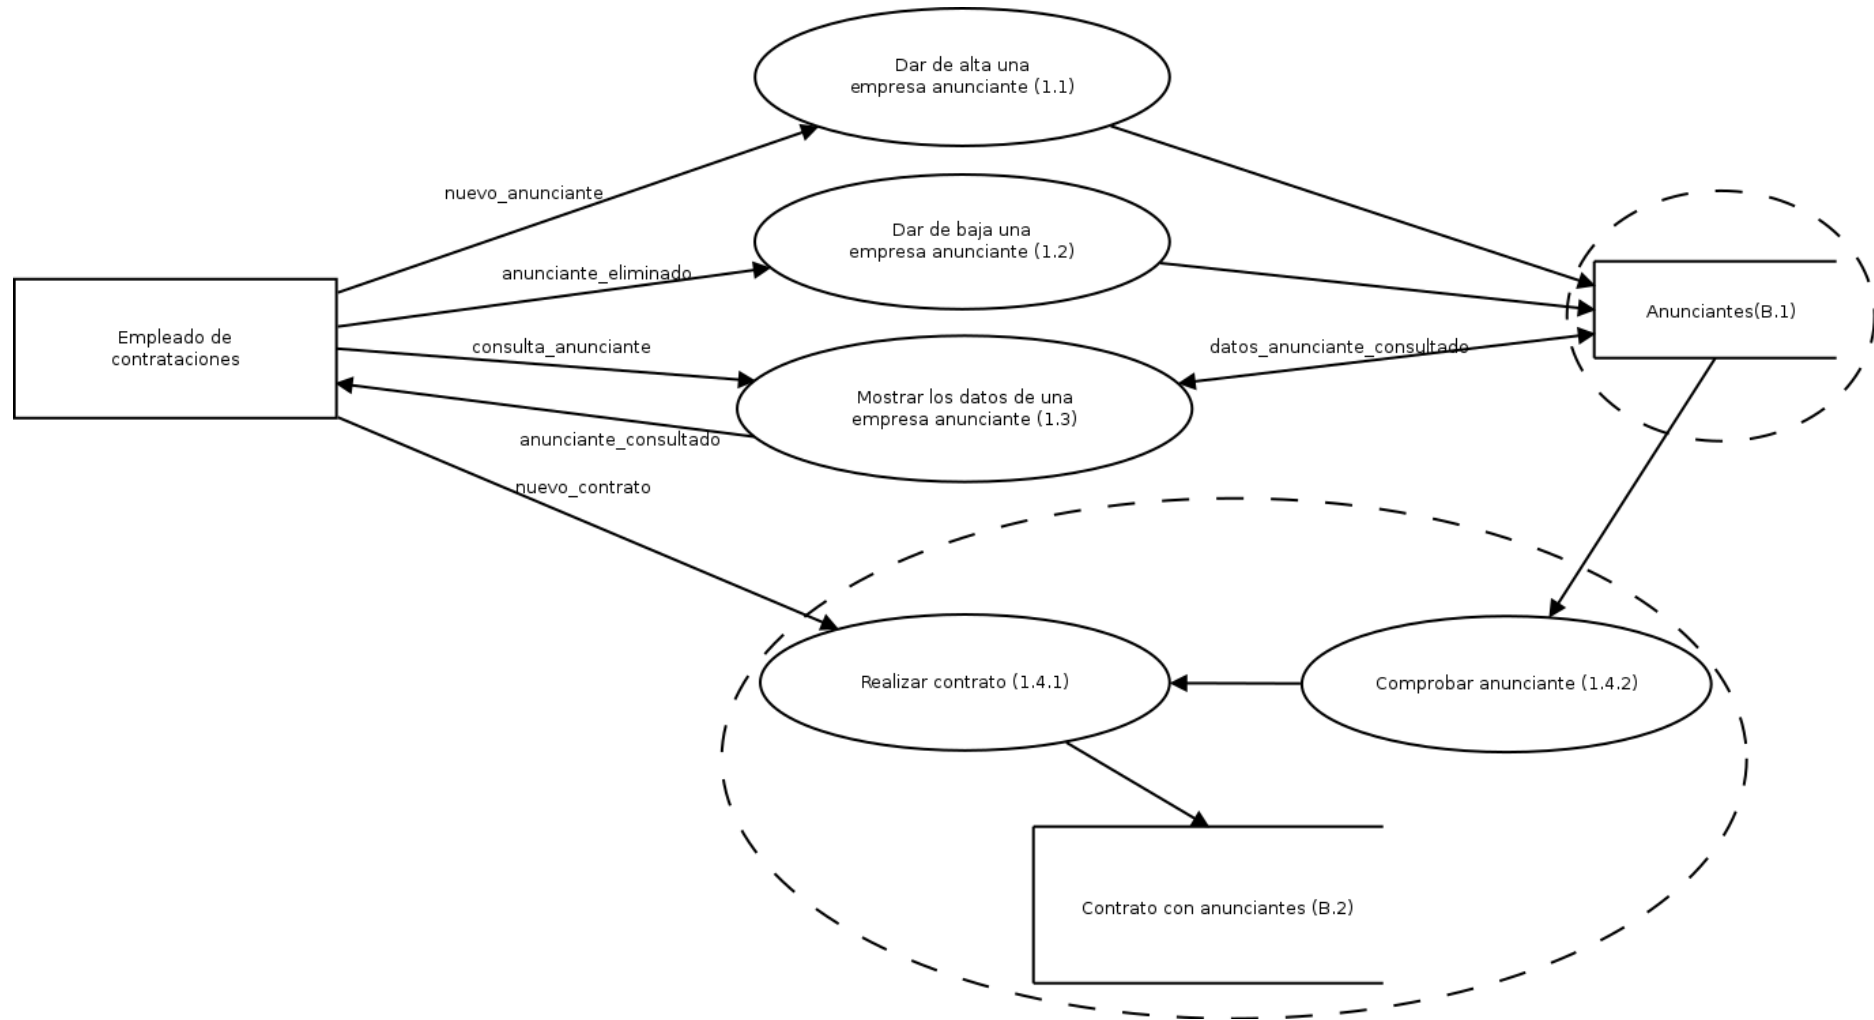 Dar de alta una
empresa anunciante (1.1)
nuevo_anunciante
Dar de baja una
empresa anunciante (1.2)
anunciante_eliminado
Anunciantes(B.1)
Empleado de
contrataciones
consulta_anunciante
datos_anunciante_consultado
Mostrar los datos de una
empresa anunciante (1.3)
anunciante_consultado
nuevo_contrato
Realizar contrato (1.4.1)
Comprobar anunciante (1.4.2)
Contrato con anunciantes (B.2)